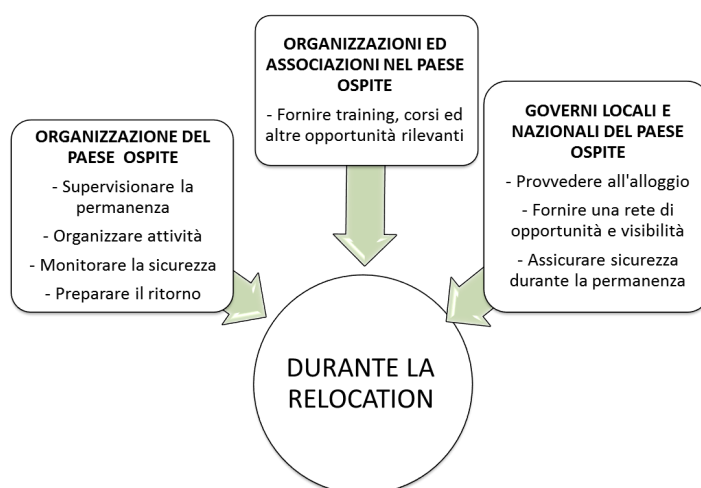 ORGANIZZAZIONE DEL
PAESE OSPITE
- Supervisionare la
permanenza
- Organizzare attività
- Monitorare la sicurezza
- Preparare il ritorno
ORGANIZZAZIONI ED
ASSOCIAZIONI NEL PAESE
OSPITE
- Fornire training, corsi ed
altre opportunità rilevanti
GOVERNI LOCALI E
NAZIONALI DEL PAESE
OSPITE
- Provvedere all'alloggio
- Fornire una rete di
opportunità e visibilità
- Assicurare sicurezza
durante la permanenza
DURANTE LA
RELOCATION